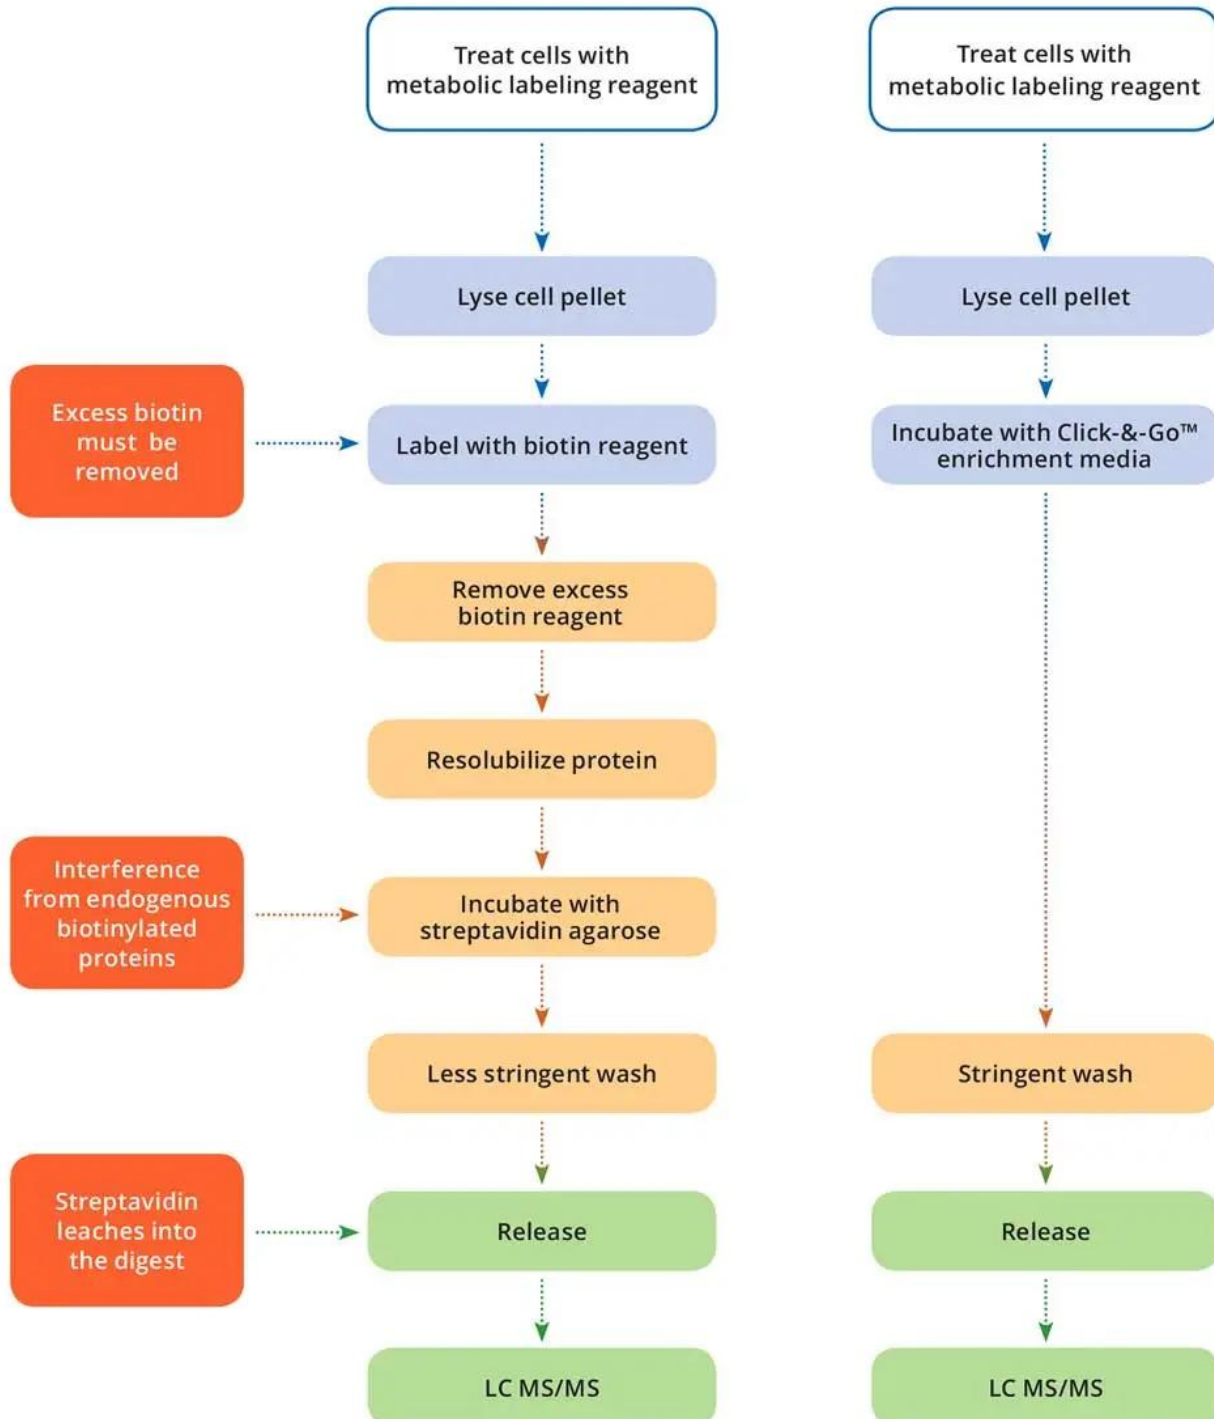 Treat cells with
metabolic labeling reagent
Treat cells with
metabolic labeling reagent
Lyse cell pellet
Lyse cell pellet
Excess biotin
must be
removed
Label with biotin reagent
Incubate with Click-&-Go™
enrichment media
Remove excess
biotin reagent
Resolubilize protein
Interference
from endogenous
biotinylated
proteins
Incubate with
streptavidin agarose
Less stringent wash
Stringent wash
Streptavidin
leaches into
the digest
Release
Release
LC MS/MS
LC MS/MS